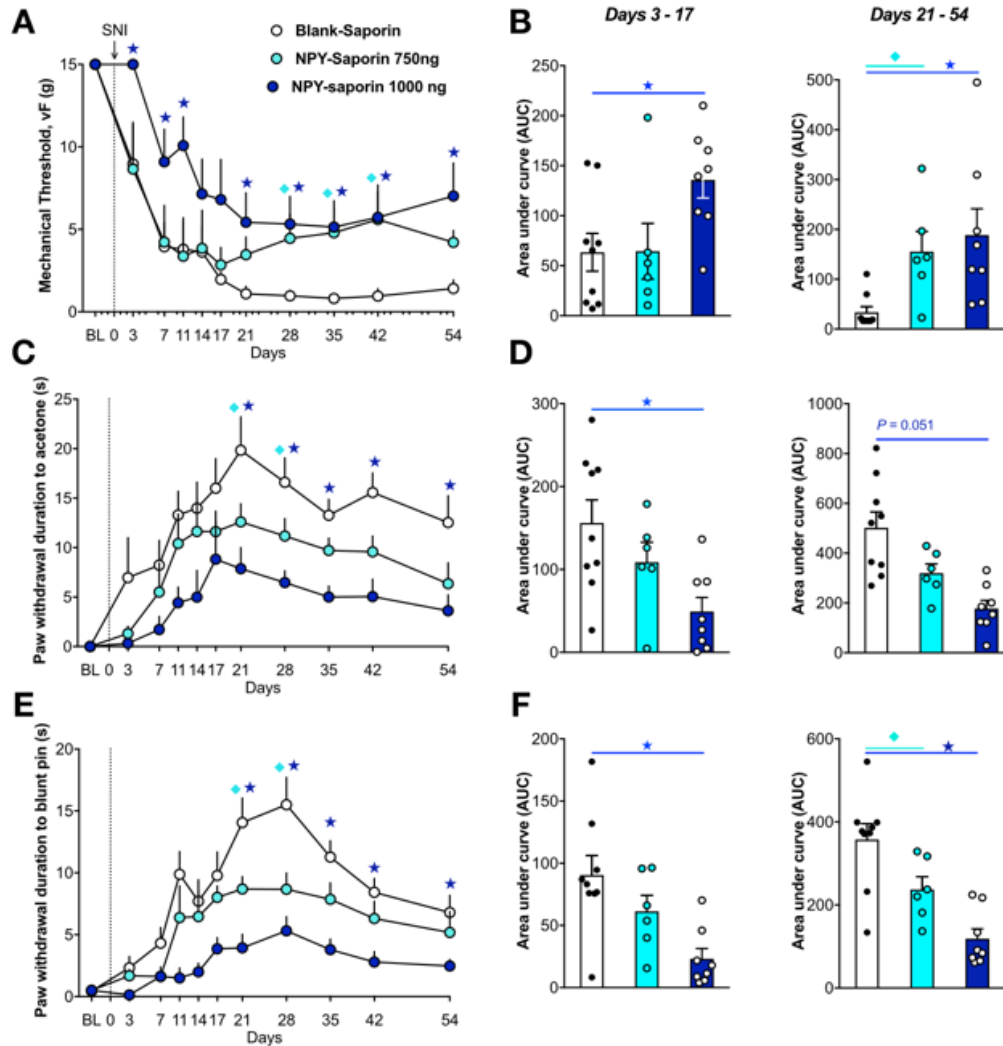 A
SNI
Blank-Saporin
NPY-Saporin 750ng
NPY-saporin 1000 ng
Mechanical Threshold, vF (g)
15
10
5
0
BL 0 3 7 11 14 17 21 28 35 42 54
Days
B
Days 3 - 17
Days 21 - 54
Area under curve (AUC)
250
200
150
100
50
0
Area under curve (AUC)
500
400
300
200
100
0
C
Paw withdrawal duration to acetone (s)
25
20
15
10
5
0
BL 0 3 7 11 14 17 21 28 35 42 54
Days
D
Area under curve (AUC)
300
200
100
0
Area under curve (AUC)
1000
800
600
400
200
0
P = 0.051
E
Paw withdrawal duration to blunt pin (s)
20
15
10
5
0
BL 0 3 7 11 14 17 21 28 35 42 54
Days
F
Area under curve (AUC)
200
150
100
50
0
Area under curve (AUC)
600
400
200
0